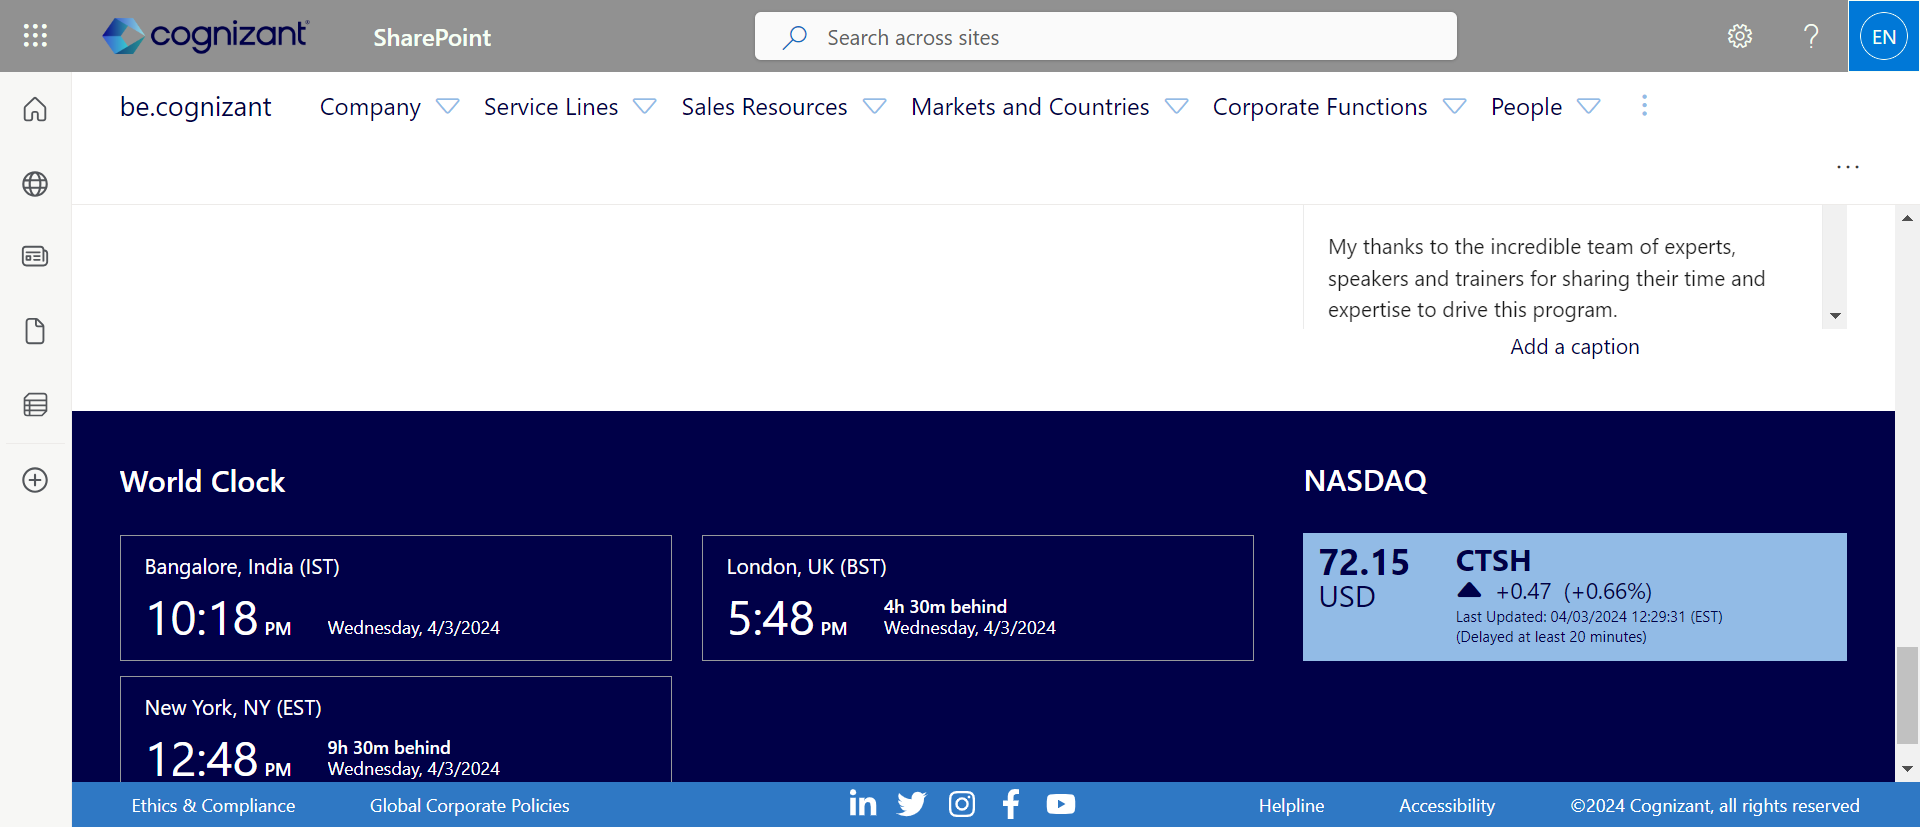 cognizant
SharePoint
Search across sites
?
EN
be.cognizant
Company
Service Lines
Sales Resources
Markets and Countries
Corporate Functions
People
...
My thanks to the incredible team of experts,
speakers and trainers for sharing their time and
expertise to drive this program.
Add a caption
World Clock
Bangalore, India (IST)
10:18 PM
Wednesday, 4/3/2024
London, UK (BST)
5:48 PM
4h 30m behind
Wednesday, 4/3/2024
New York, NY (EST)
12:48 PM
9h 30m behind
Wednesday, 4/3/2024
NASDAQ
72.15
USD
CTSH
+0.47 (+0.66%)
Last Updated: 04/03/2024 12:29:31 (EST)
(Delayed at least 20 minutes)
Ethics & Compliance
Global Corporate Policies
Helpline
Accessibility
©2024 Cognizant, all rights reserved